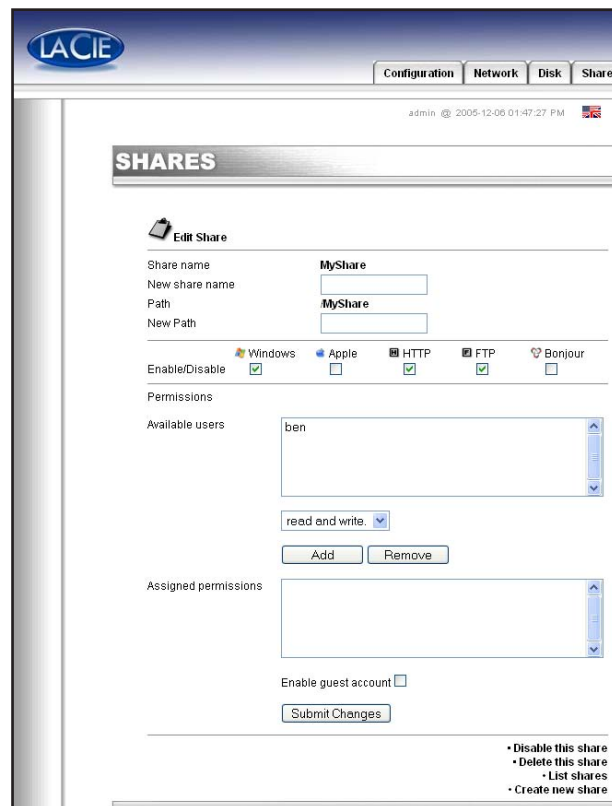 LACIE
Configuration Network Disk Share
admin @ 2005-12-06 01:47:27 PM
SHARES
Edit Share
Share name MyShare
New share name
Path /MyShare
New Path
Windows Apple HTTP FTP Bonjour
Enable/Disable
Permissions
Available users ben
read and write.
Add Remove
Assigned permissions
Enable guest account
Submit Changes
• Disable this share
• Delete this share
• List shares
• Create new share